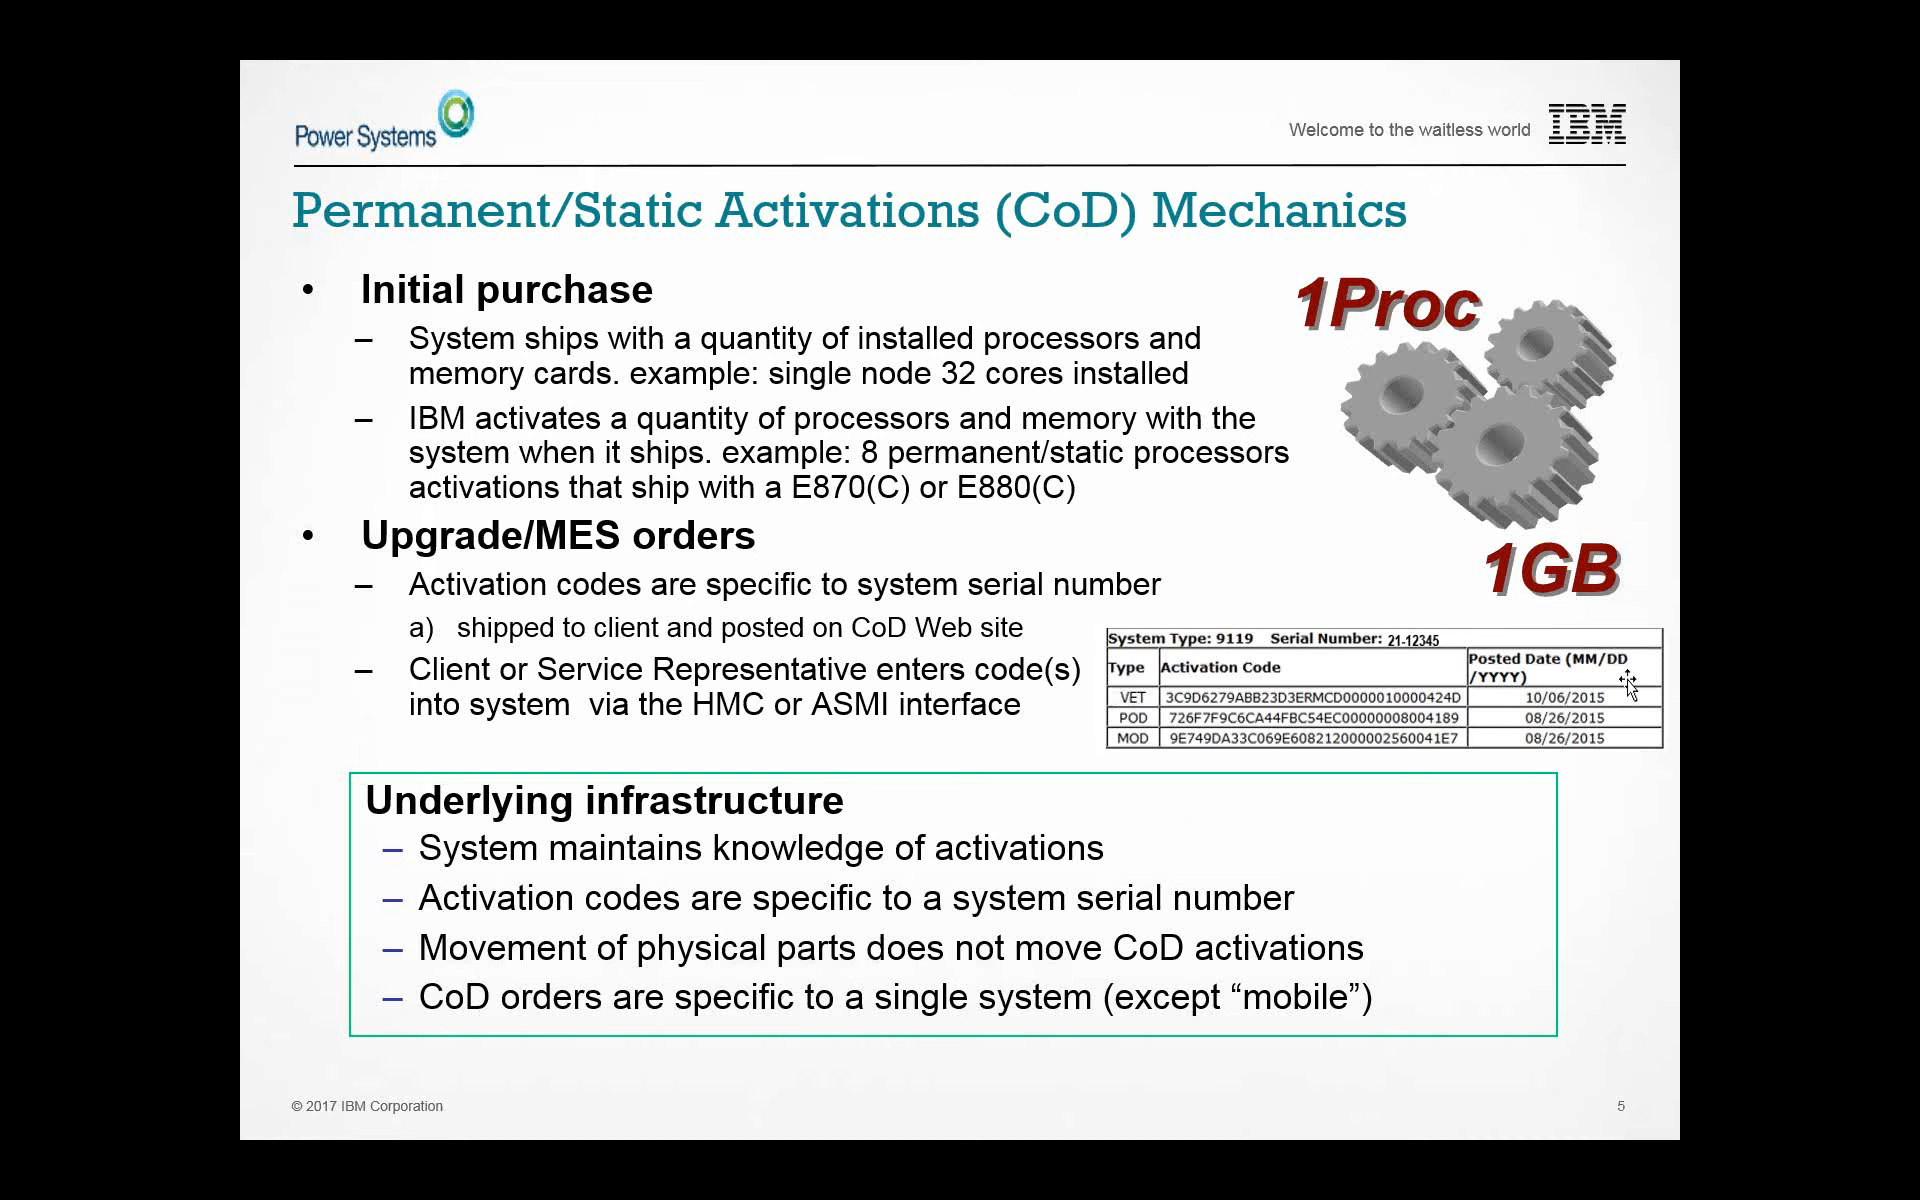 Power Systems
Welcome to the waitless world
IBM
Permanent/Static Activations (CoD) Mechanics
• Initial purchase
– System ships with a quantity of installed processors and
memory cards. example: single node 32 cores installed
– IBM activates a quantity of processors and memory with the
system when it ships. example: 8 permanent/static processors
activations that ship with a E870(C) or E880(C)
1Proc
1GB
• Upgrade/MES orders
– Activation codes are specific to system serial number
a) shipped to client and posted on CoD Web site
– Client or Service Representative enters code(s)
into system via the HMC or ASMI interface
System Type: 9119 Serial Number: 21-12345
Type Activation Code Posted Date (MM/DD
/YYYY)
VET 3C9D6279ABB23D3ERMCD0000010000424D 10/06/2015
POD 726F7F9C6CA44FBC54EC00000008004189 08/26/2015
MOD 9E749DA33C069E608212000002560041E7 08/26/2015
Underlying infrastructure
– System maintains knowledge of activations
– Activation codes are specific to a system serial number
– Movement of physical parts does not move CoD activations
– CoD orders are specific to a single system (except “mobile”)
© 2017 IBM Corporation
5